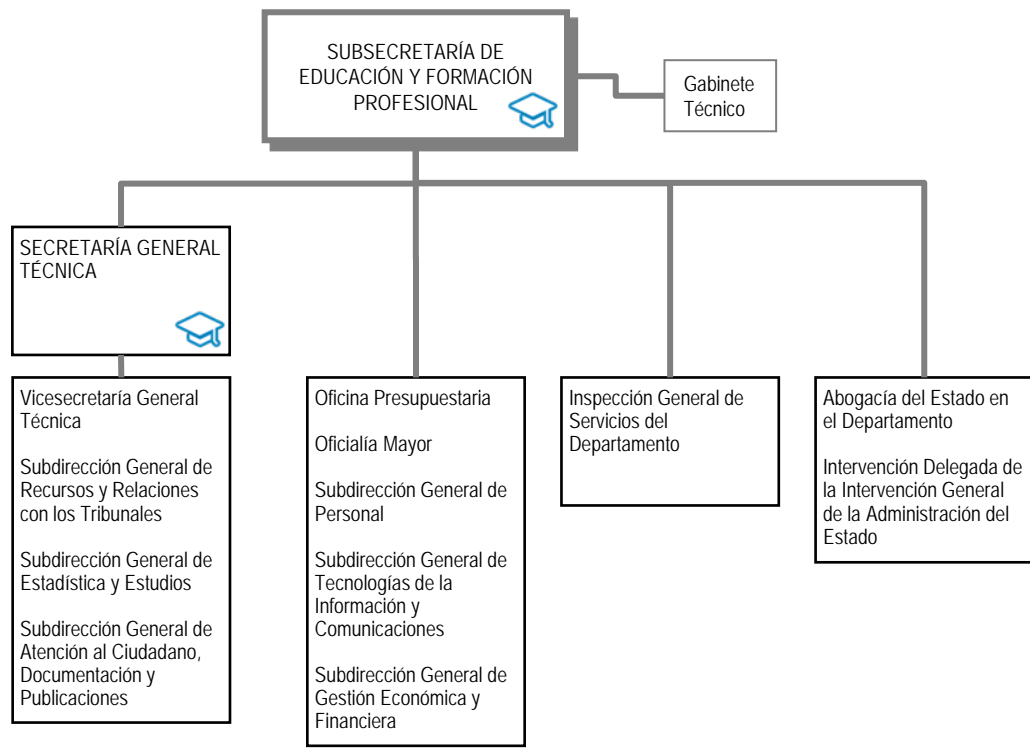 SUBSECRETARÍA DE
EDUCACIÓN Y FORMACIÓN
PROFESIONAL
Gabinete
Técnico
SECRETARÍA GENERAL
TÉCNICA
Vicesecretaría General
Técnica
Subdirección General de
Recursos y Relaciones
con los Tribunales
Subdirección General de
Estadística y Estudios
Subdirección General de
Atención al Ciudadano,
Documentación y
Publicaciones
Oficina Presupuestaria
Oficialía Mayor
Subdirección General de
Personal
Subdirección General de
Tecnologías de la
Información y
Comunicaciones
Subdirección General de
Gestión Económica y
Financiera
Inspección General de
Servicios del
Departamento
Abogacía del Estado en
el Departamento
Intervención Delegada de
la Intervención General
de la Administración del
Estado